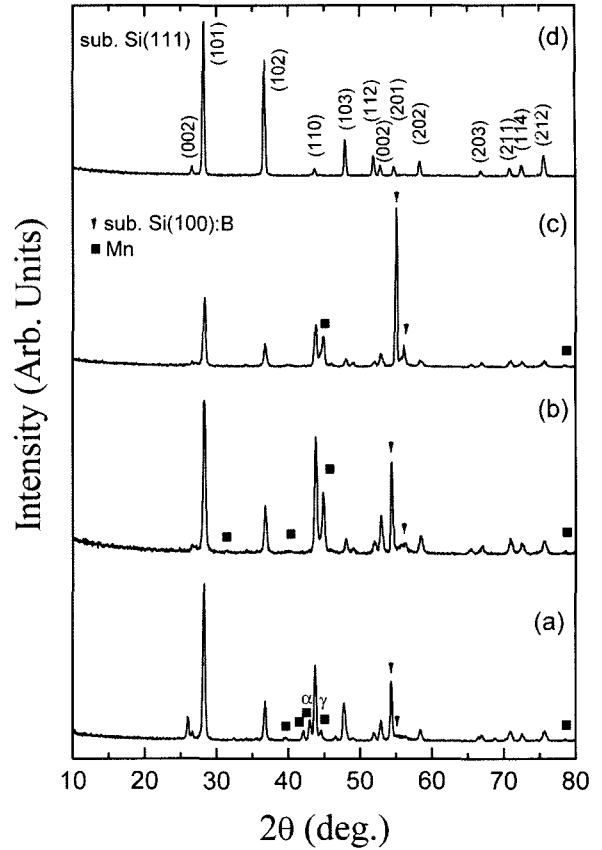 sub. Si(111)
(d)
(002)
(101)
(102)
(110)
(103)
(112)
(002)
(201)
(202)
(203)
(211)
(114)
(212)
sub. Si(100):B
Mn
(c)
(b)
(a)
α
γ
10
20
30
40
50
60
70
80
2θ (deg.)
Intensity (Arb. Units)